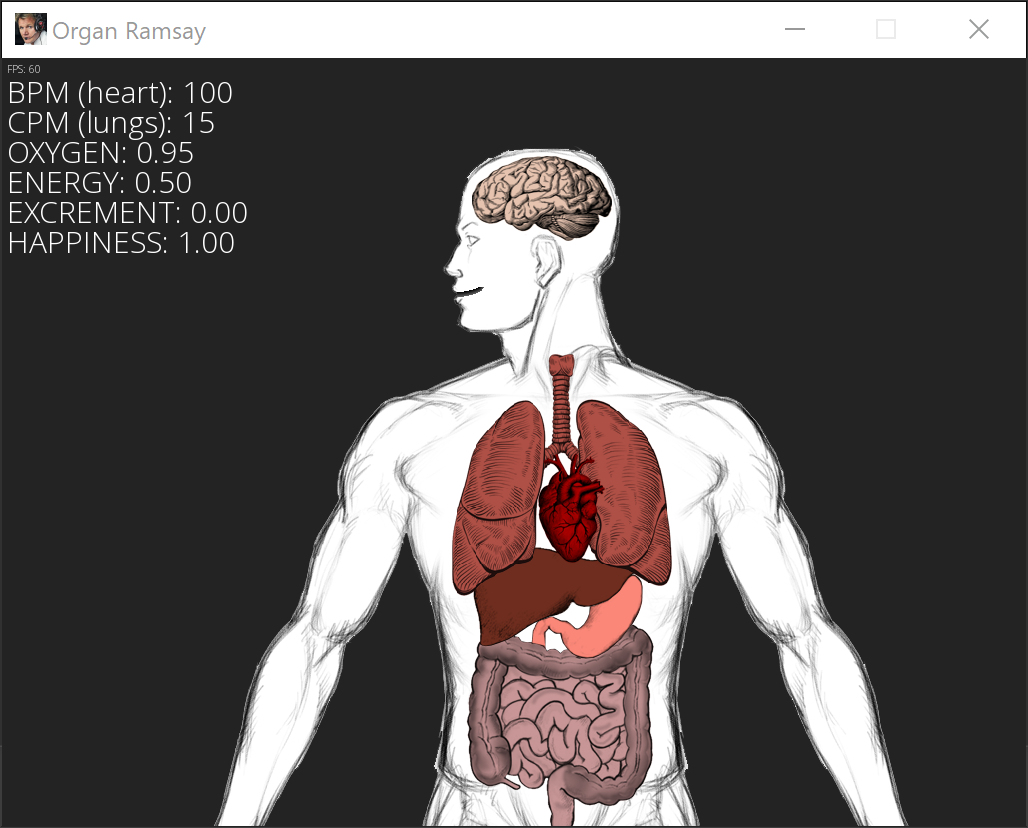 Organ Ramsay
FPS: 60
BPM (heart): 100
CPM (lungs): 15
OXYGEN: 0.95
ENERGY: 0.50
EXCREMENT: 0.00
HAPPINESS: 1.00